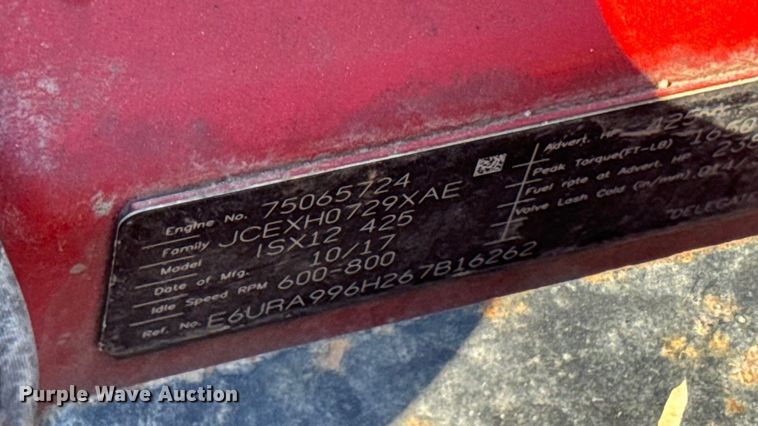 Engine No. 75065724
Family JCEXH0729XAE
Model ISX12 425
Date of Mfg. 10/17
Idle Speed RPM 600-800
Ref. No. E6URA996H267B16262
Advert. HP
Peak Torque(FT-LB)
Fuel rate at Advert. HP
Valve Lash Cold (in/mm)
Purple Wave Auction